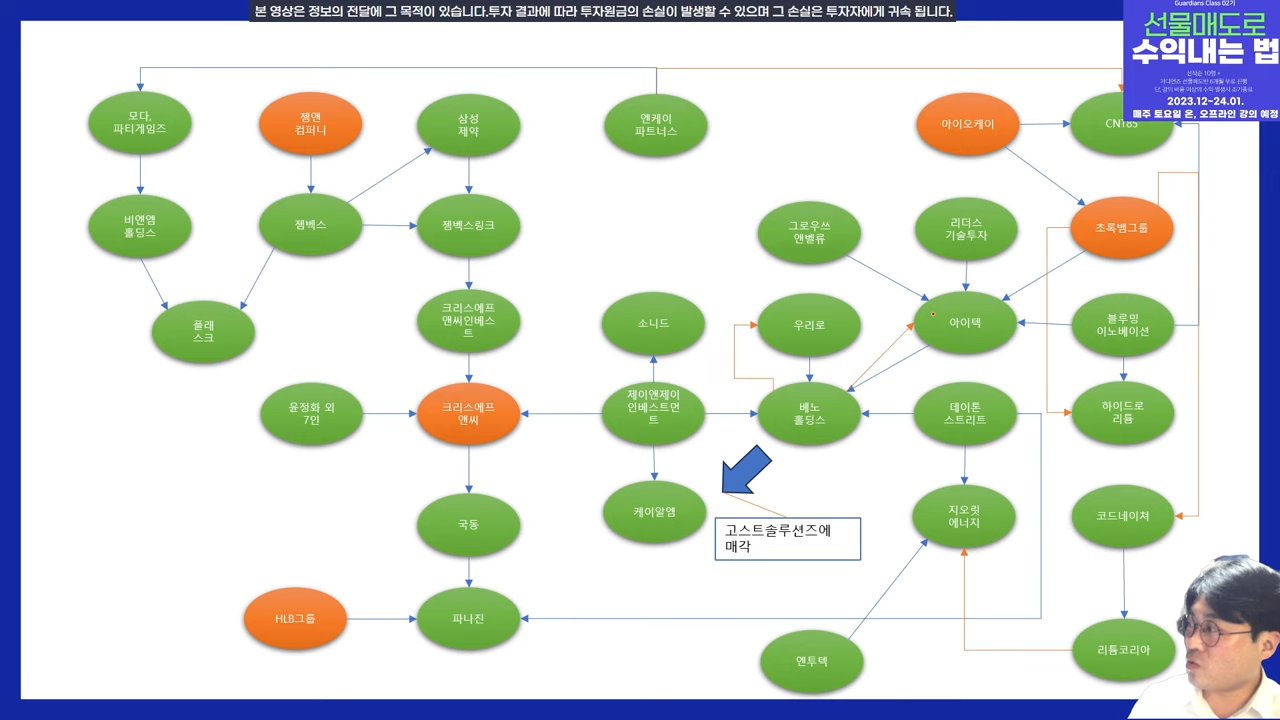 본 영상은 정보의 전달에 그 목적이 있습니다.투자 결과에 따라 투자원금의 손실이 발생할 수 있으며 그 손실은 투자자에게 귀속 됩니다.
Guardians Class 02기
선물매도로
수익내는 법
2023.12~24.01.
매주 토요일 온, 오프라인 강의 예정
모다,
파티게임즈
젬앤
컴퍼니
삼성
제약
앤케이
파트너스
아이오케이
CNT85
비엔엠
홀딩스
젬벡스
젬벡스링크
그로우쓰
앤밸류
리더스
기술투자
초록뱀그룹
플래
스크
크리스에프
앤씨인베스
트
소니드
우리로
아이텍
블루밍
이노베이션
윤정화 외
7인
크리스에프
앤씨
제이앤제이
인베스트먼
트
베노
홀딩스
데이톤
스트리트
하이드로
리튬
국동
케이알엠
고스트솔루션즈에
매각
지오릿
에너지
코드네이쳐
HLB그룹
파나진
엔투텍
리튬코리아